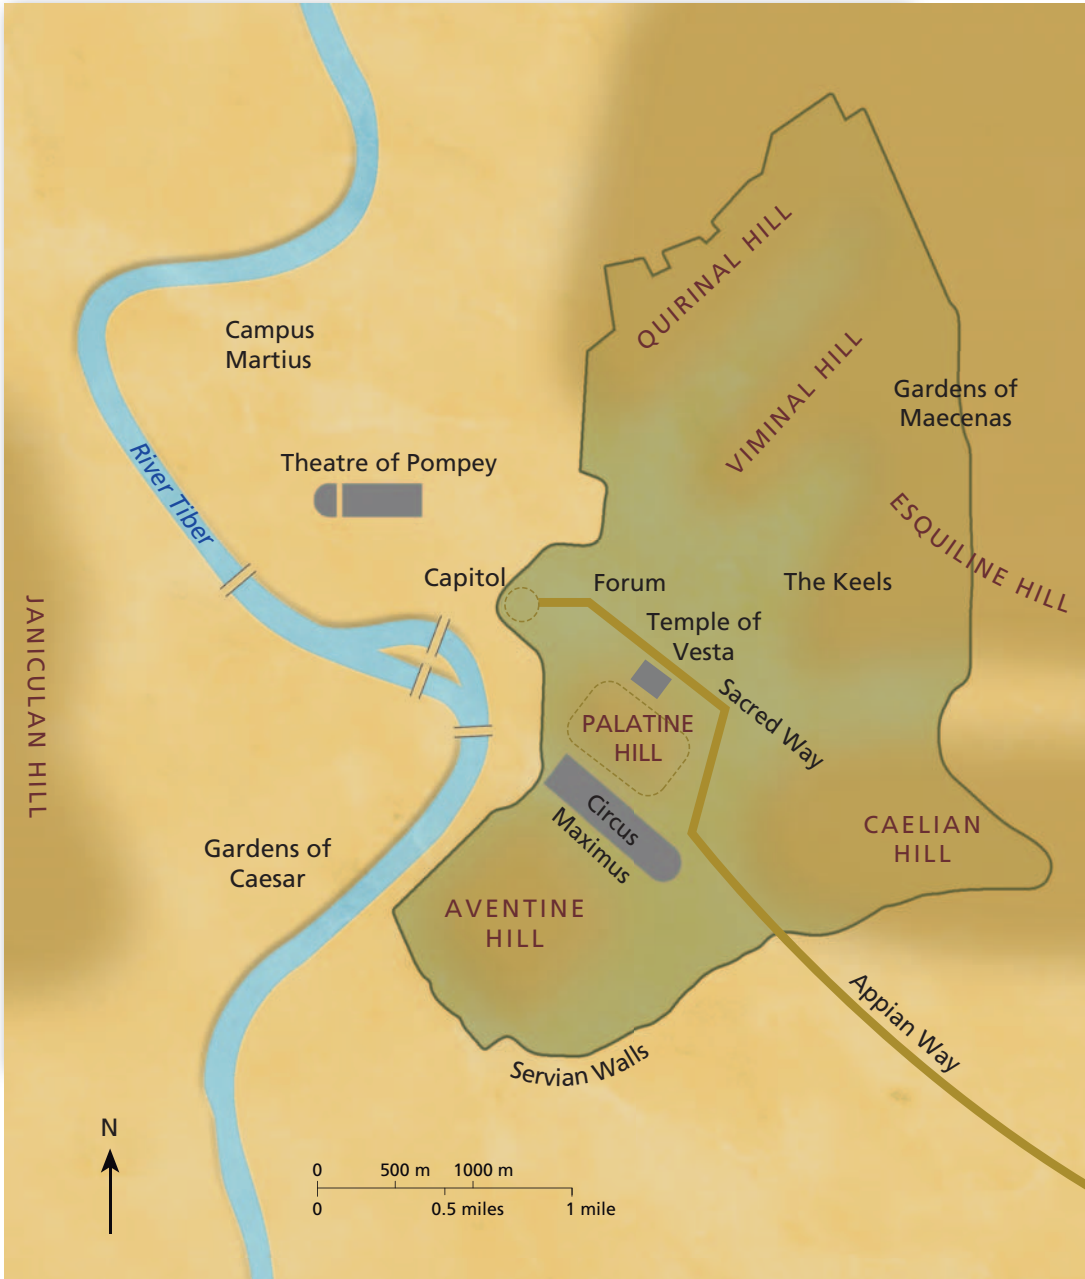 QUIRINAL HILL
Campus
Martius
VIMINAL HILL
Gardens of
Maecenas
River Tiber
Theatre of Pompey
ESQUILINE HILL
Capitol
Forum
The Keels
JANICULAN HILL
Temple of
Vesta
Sacred Way
PALATINE
HILL
Circus
Maximus
CAELIAN
HILL
Gardens of
Caesar
AVENTINE
HILL
Appian Way
Servian Walls
N
0 500 m 1000 m
0 0.5 miles 1 mile